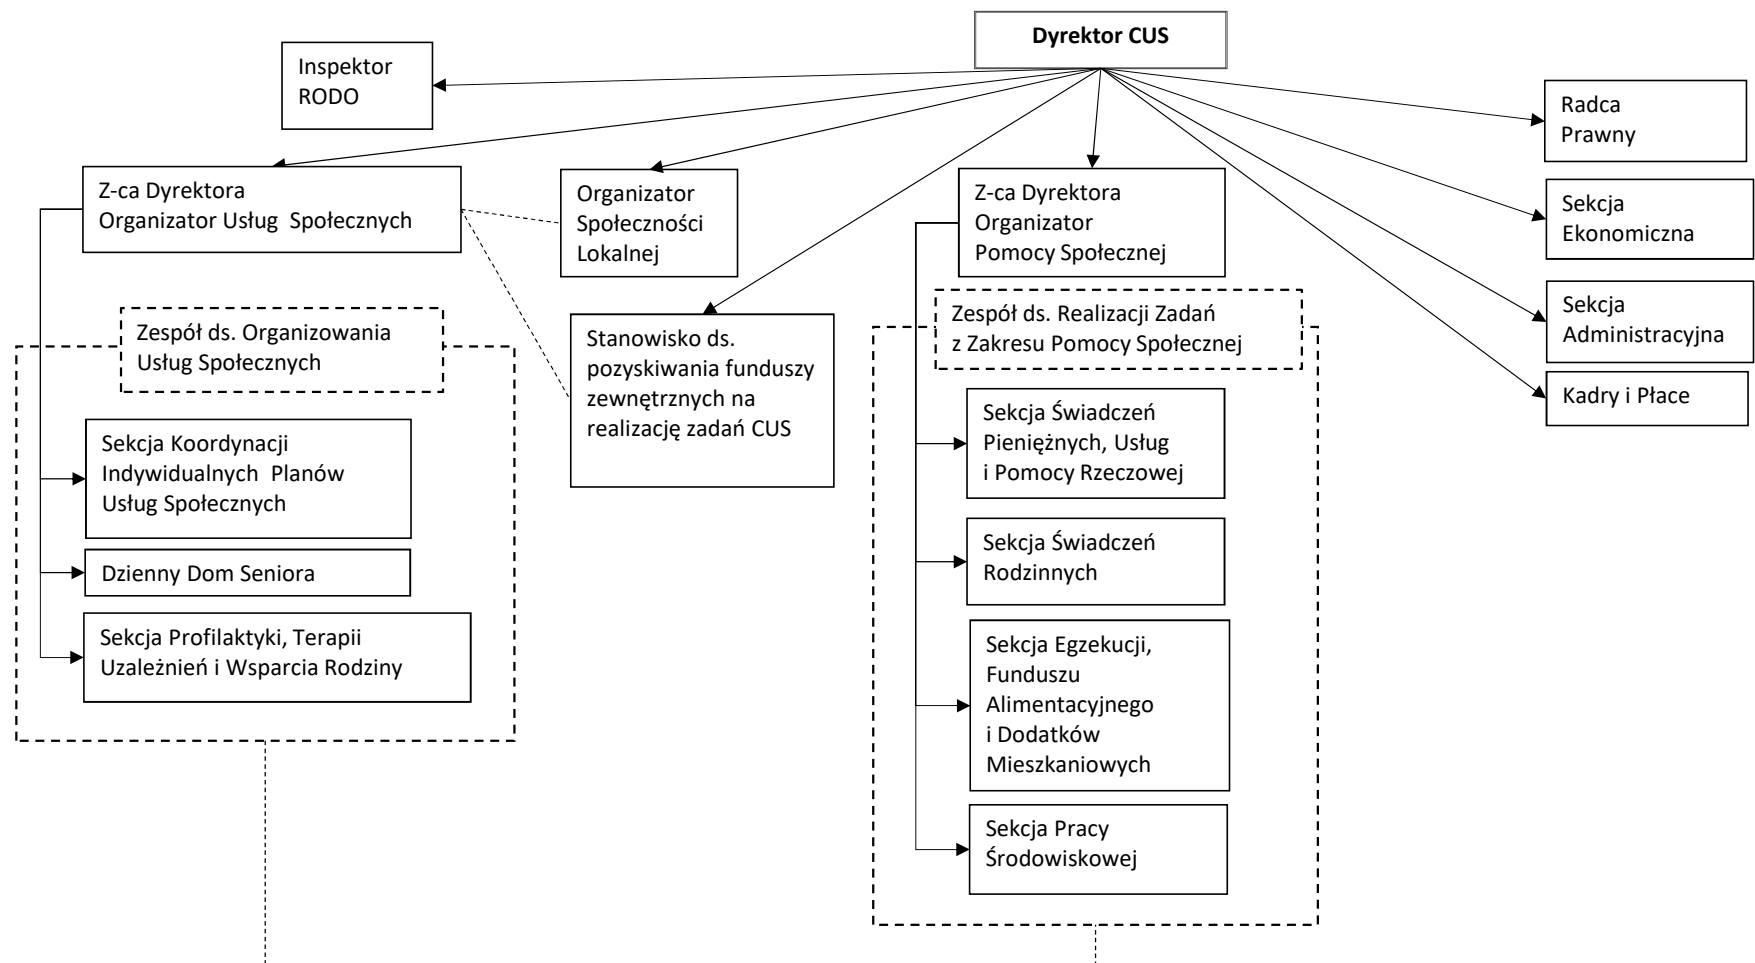 Dyrektor CUS
Inspektor
RODO
Radca
Prawny
Z-ca Dyrektora
Organizator Usług  Społecznych
Organizator
Społeczności
Lokalnej
Z-ca Dyrektora
Organizator
Pomocy Społecznej
Sekcja
Ekonomiczna
Sekcja
Administracyjna
Kadry i Płace
Zespół ds. Organizowania
Usług Społecznych
Stanowisko ds.
pozyskiwania funduszy
zewnętrznych na
realizację zadań CUS
Zespół ds. Realizacji Zadań
z Zakresu Pomocy Społecznej
Sekcja Koordynacji
Indywidualnych  Planów
Usług Społecznych
Dzienny Dom Seniora
Sekcja Profilaktyki, Terapii
Uzależnień i Wsparcia Rodziny
Sekcja Świadczeń
Pieniężnych, Usług
i Pomocy Rzeczowej
Sekcja Świadczeń
Rodzinnych
Sekcja Egzekucji,
Funduszu
Alimentacyjnego
i Dodatków
Mieszkaniowych
Sekcja Pracy
Środowiskowej